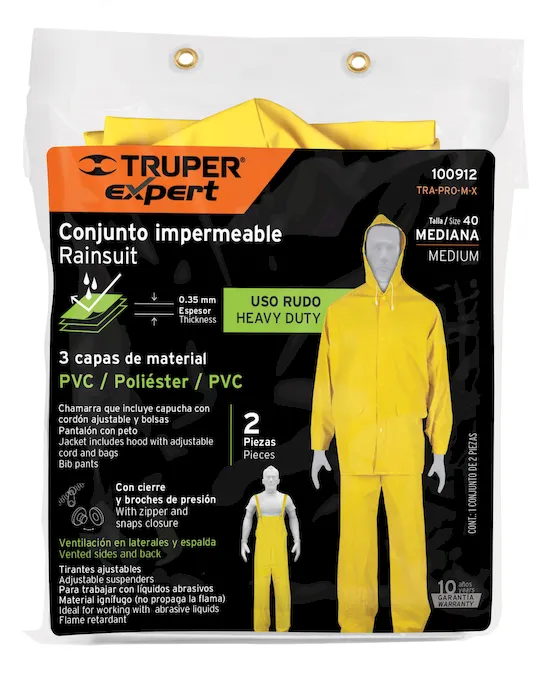 TRUPER®
expert
100912
TRA-PRO-M-X
Conjunto impermeable
Rainsuit
Talla / Size 40
MEDIANA
MEDIUM
0.35 mm
Espesor
Thickness
USO RUDO
HEAVY DUTY
3 capas de material
PVC / Poliéster / PVC
Chamarra que incluye capucha con
cordón ajustable y bolsas
Pantalón con peto
Jacket includes hood with adjustable
cord and bags
Bib pants
2
Piezas
Pieces
Con cierre
y broches de presión
With zipper and
snaps closure
Ventilación en laterales y espalda
Vented sides and back
Tirantes ajustables
Adjustable suspenders
Para trabajar con líquidos abrasivos
Material ignífugo (no propaga la flama)
Ideal for working with abrasive liquids
Flame retardant
CONT.: 1 CONJUNTO DE 2 PIEZAS
10 años
years
GARANTÍA
WARRANTY